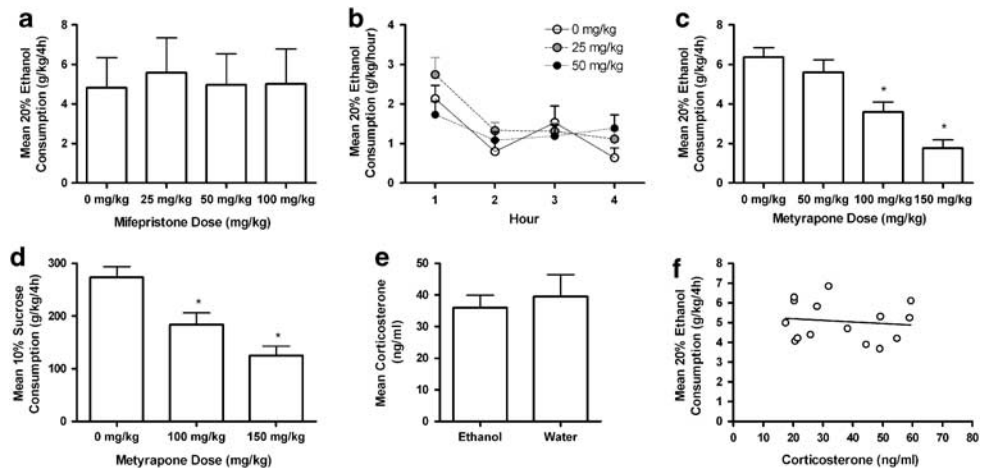 a
Mean 20% Ethanol
Consumption (g/kg/4h)
8
6
4
2
0
0 mg/kg 25 mg/kg 50 mg/kg 100 mg/kg
Mifepristone Dose (mg/kg)
b
Mean 20% Ethanol
Consumption (g/kg/hour)
4
3
2
1
0
1 2 3 4
Hour
0 mg/kg
25 mg/kg
50 mg/kg
c
Mean 20% Ethanol
Consumption (g/kg/4h)
8
6
4
2
0
* *
0 mg/kg 50 mg/kg 100 mg/kg 150 mg/kg
Metyrapone Dose (mg/kg)
d
Mean 10% Sucrose
Consumption (g/kg/4h)
300
200
100
0
* *
0 mg/kg 100 mg/kg 150 mg/kg
Metyrapone Dose (mg/kg)
e
Mean Corticosterone
(ng/ml)
50
40
30
20
10
0
Ethanol Water
f
Mean 20% Ethanol
Consumption (g/kg/4h)
8
7
6
5
4
3
2
1
0
0 10 20 30 40 50 60 70 80
Corticosterone (ng/ml)